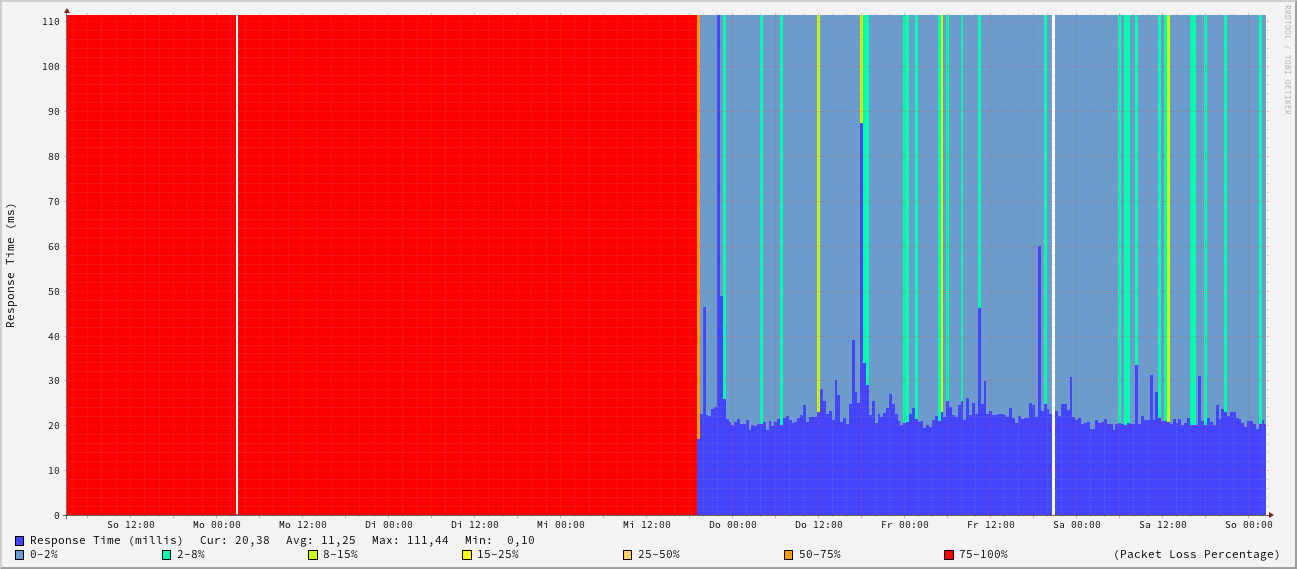 RRDTOOL / TOBI OETIKER
Response Time (ms)
110
100
90
80
70
60
50
40
30
20
10
0
So 12:00 Mo 00:00 Mo 12:00 Di 00:00 Di 12:00 Mi 00:00 Mi 12:00 Do 00:00 Do 12:00 Fr 00:00 Fr 12:00 Sa 00:00 Sa 12:00 So 00:00
Response Time (millis) Cur: 20,38 Avg: 11,25 Max: 111,44 Min: 0,10
0-2% 2-8% 8-15% 15-25% 25-50% 50-75% 75-100% (Packet Loss Percentage)